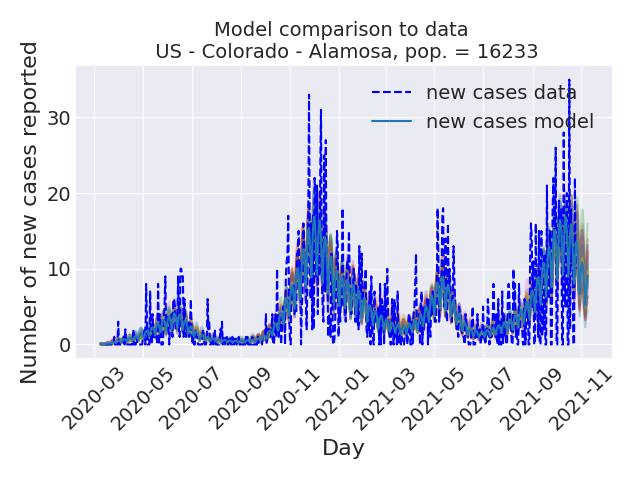 Model comparison to data
US - Colorado - Alamosa, pop. = 16233
new cases data
new cases model
Number of new cases reported
30
20
10
0
2020-03
2020-05
2020-07
2020-09
2020-11
2021-01
2021-03
2021-05
2021-07
2021-09
2021-11
Day